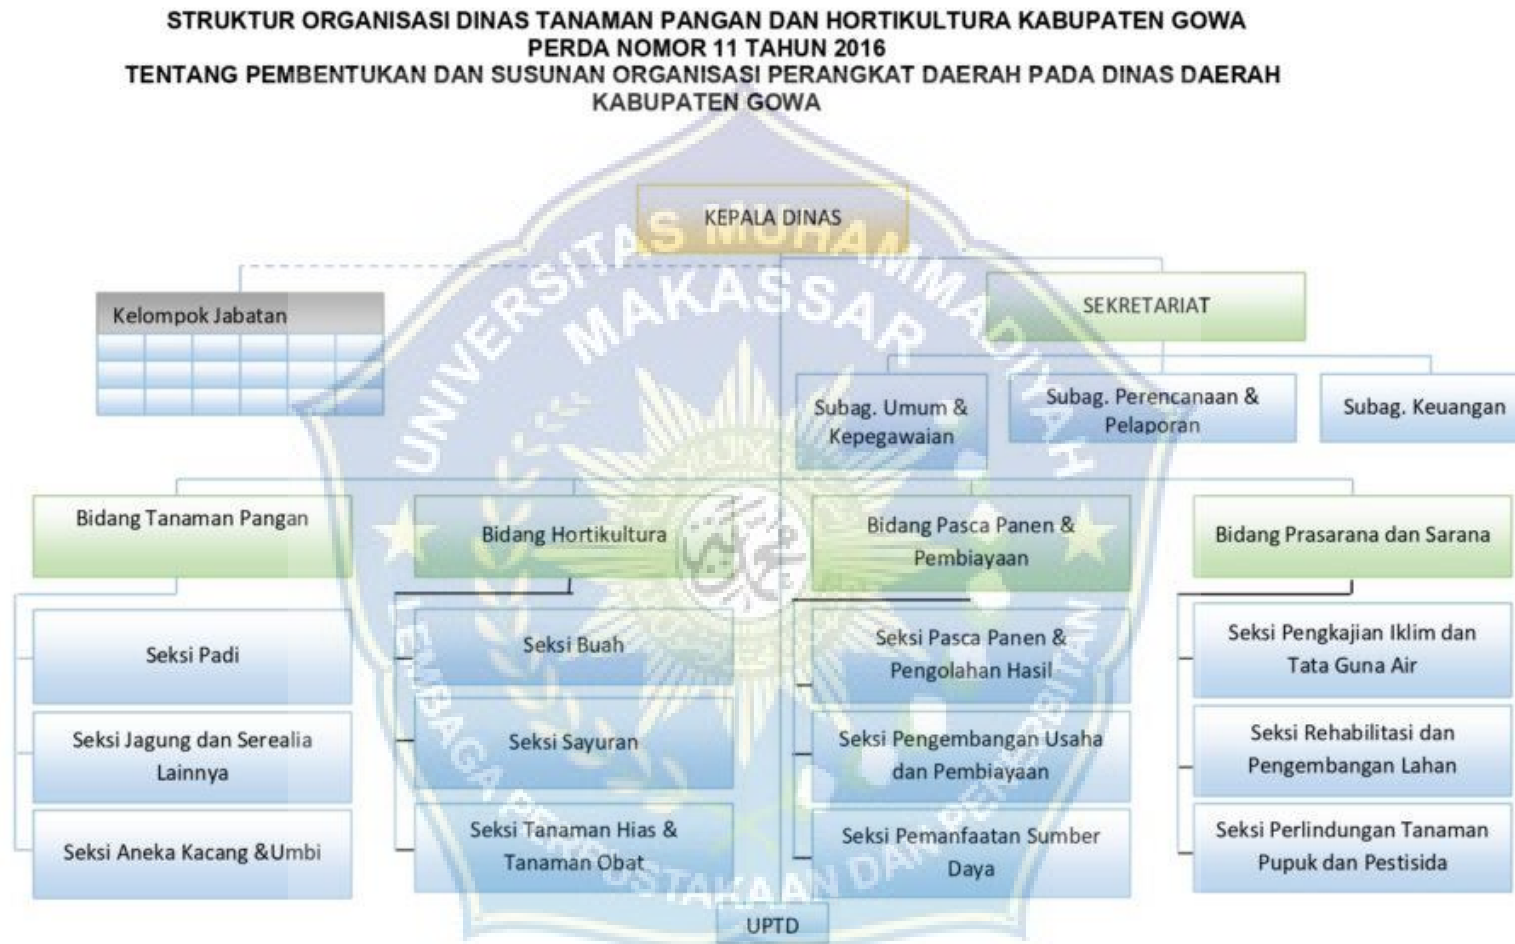 STRUKTUR ORGANISASI DINAS TANAMAN PANGAN DAN HORTIKULTURA KABUPATEN GOWA
PERDA NOMOR 11 TAHUN 2016
TENTANG PEMBENTUKAN DAN SUSUNAN ORGANISASI PERANGKAT DAERAH PADA DINAS DAERAH
KABUPATEN GOWA
KEPALA DINAS
UNIVERSITAS MUHAMMADIYAH
MAKASSAR
Kelompok Jabatan
SEKRETARIAT
Subag. Umum &
Kepegawaian
Subag. Perencanaan &
Pelaporan
Subag. Keuangan
Bidang Tanaman Pangan
Bidang Hortikultura
Bidang Pasca Panen &
Pembiayaan
Bidang Prasarana dan Sarana
Seksi Padi
Seksi Jagung dan Serealia
Lainnya
Seksi Aneka Kacang &Umbi
Seksi Buah
Seksi Sayuran
Seksi Tanaman Hias &
Tanaman Obat
Seksi Pasca Panen &
Pengolahan Hasil
Seksi Pengembangan Usaha
dan Pembiayaan
Seksi Pemanfaatan Sumber
Daya
Seksi Pengkajian Iklim dan
Tata Guna Air
Seksi Rehabilitasi dan
Pengembangan Lahan
Seksi Perlindungan Tanaman
Pupuk dan Pestisida
LEMBAGA PERPUSTAKAAN DAN PENERBITAN
UPTD